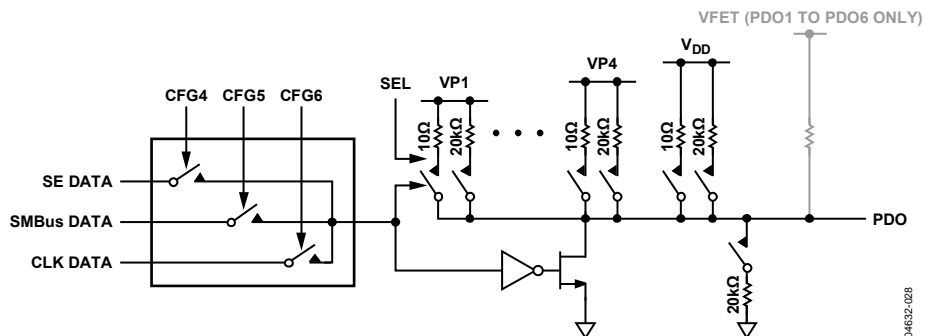 VFET (PDO1 TO PDO6 ONLY)
VDD
VP4
SEL
VP1
CFG4 CFG5 CFG6
10Ω
20kΩ
10Ω
20kΩ
10Ω
20kΩ
SE DATA
SMBus DATA
CLK DATA
PDO
20kΩ
04632-028